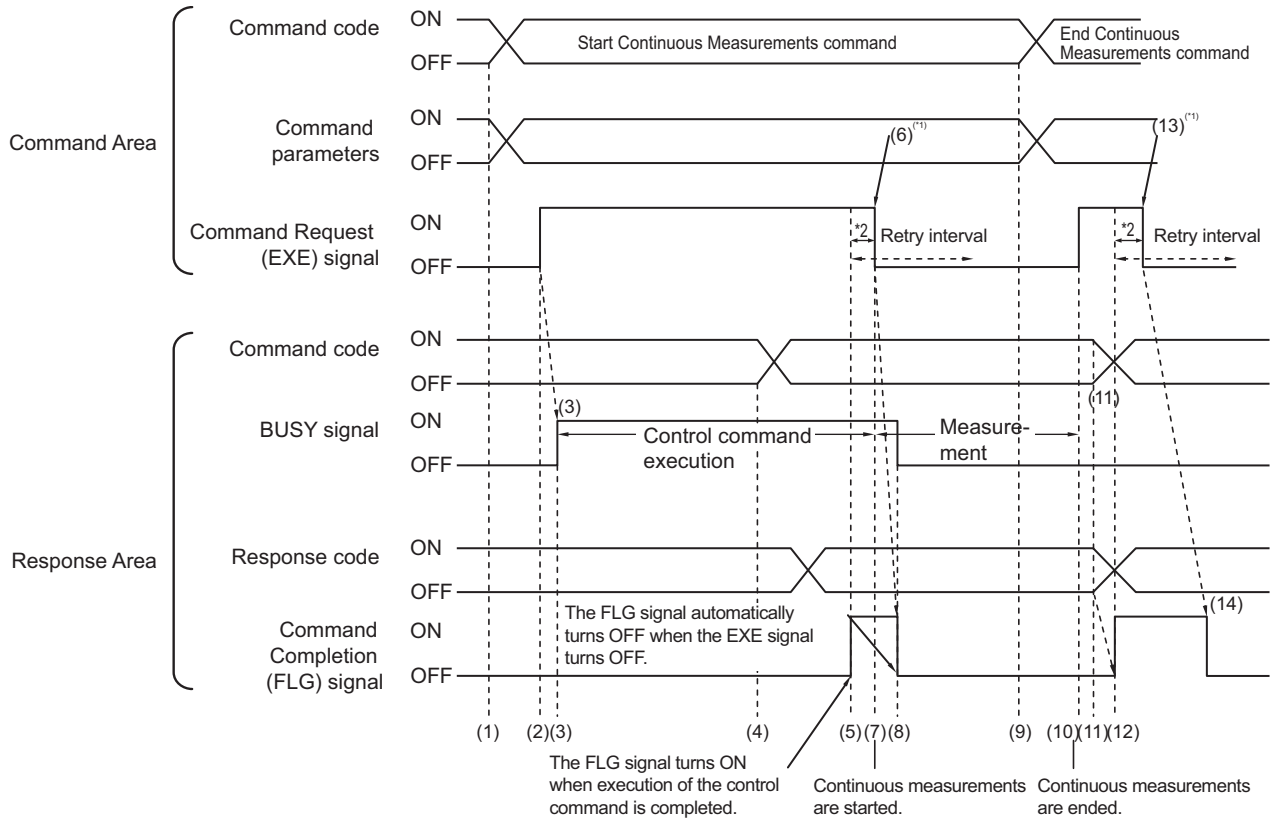 Command Area
Command code
ON
OFF
Start Continuous Measurements command
End Continuous
Measurements command
Command
parameters
ON
OFF
(6)(*1)
(13)(*1)
Command Request
(EXE) signal
ON
OFF
*2
Retry interval
*2
Retry interval
Response Area
Command code
ON
OFF
(11)
BUSY signal
ON
OFF
(3)
Control command
execution
Measure-
ment
Response code
ON
OFF
Command
Completion
(FLG) signal
ON
OFF
The FLG signal automatically
turns OFF when the EXE signal
turns OFF.
(14)
(1)
(2)
(3)
(4)
(5)
(7)
(8)
(9)
(10)
(11)
(12)
The FLG signal turns ON
when execution of the control
command is completed.
Continuous measurements
are started.
Continuous measurements
are ended.